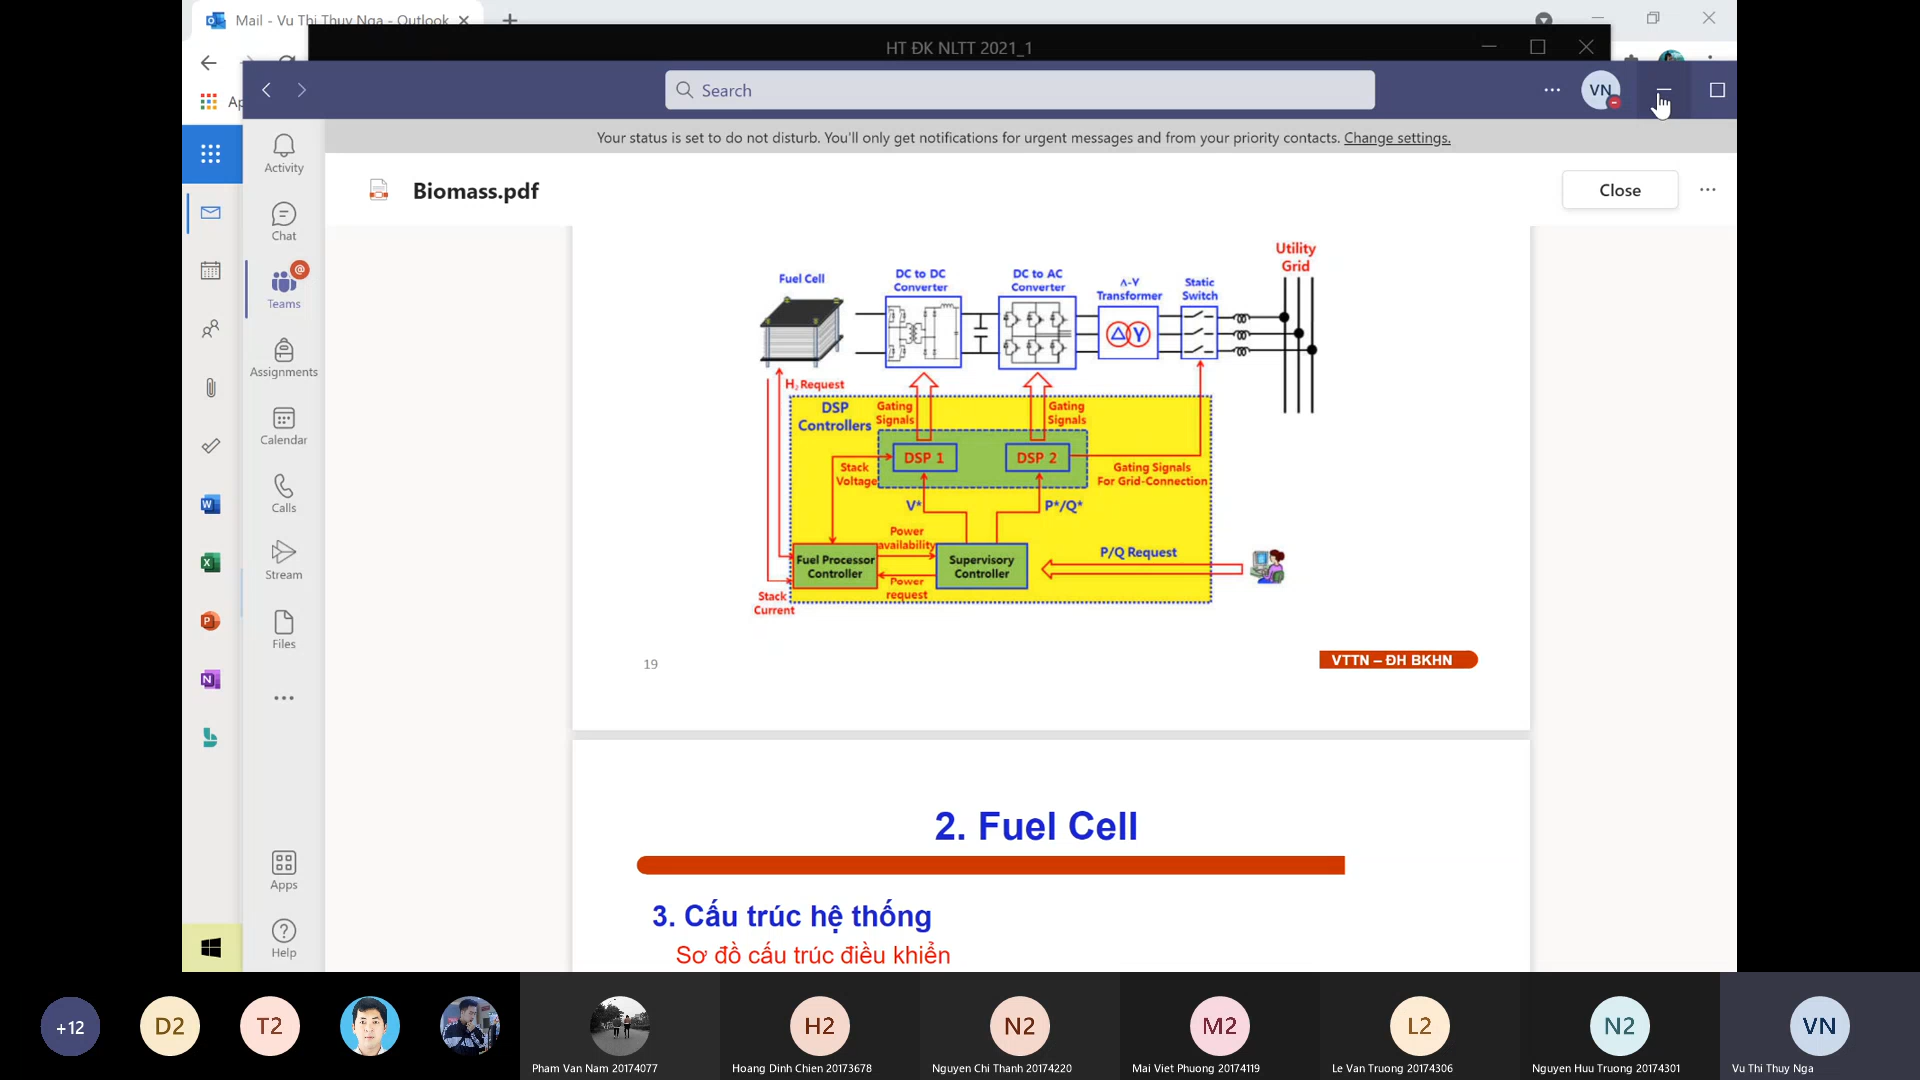 Mail - Vu Thi Thuy Nga - Outlook
HT ĐK NLTT 2021_1
Ap
Search
VN
Your status is set to do not disturb. You'll only get notifications for urgent messages and from your priority contacts. Change settings.
Activity
Chat
Teams
Assignments
Calendar
Calls
Stream
Files
Apps
Help
Biomass.pdf
Close
Utility
Grid
Fuel Cell
DC to DC
Converter
DC to AC
Converter
Δ-Y
Transformer
Static
Switch
Δ Y
H₂ Request
DSP
Controllers
Gating
Signals
Gating
Signals
DSP 1
DSP 2
Stack
Voltage
Gating Signals
For Grid-Connection
V*
P*/Q*
Power
availability
Fuel Processor
Controller
Supervisory
Controller
P/Q Request
Power
request
Stack
Current
19
VTTN – ĐH BKHN
2. Fuel Cell
3. Cấu trúc hệ thống
Sơ đồ cấu trúc điều khiển
+12
D2
T2
H2
N2
M2
L2
N2
VN
Pham Van Nam 20174077
Hoang Dinh Chien 20173678
Nguyen Chi Thanh 20174220
Mai Viet Phuong 20174119
Le Van Truong 20174306
Nguyen Huu Truong 20174301
Vu Thi Thuy Nga